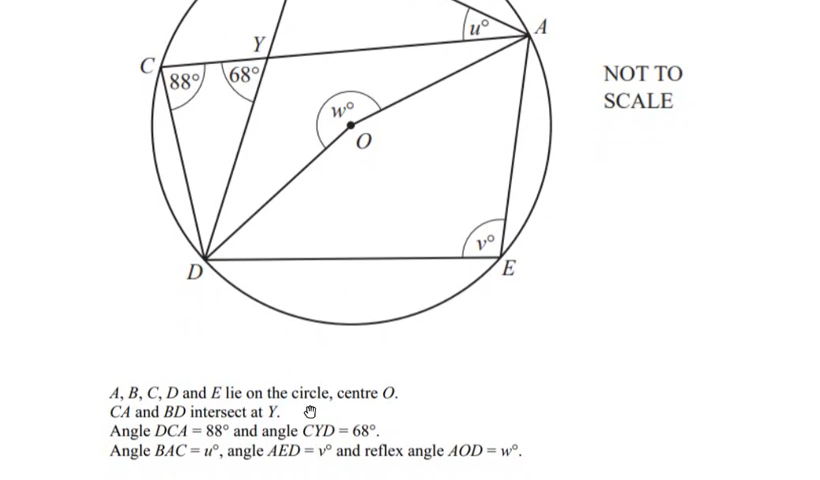 u° A
Y
C
88° 68°
NOT TO
SCALE
w°
O
v°
D E
A, B, C, D and E lie on the circle, centre O.
CA and BD intersect at Y.
Angle DCA = 88° and angle CYD = 68°.
Angle BAC = u°, angle AED = v° and reflex angle AOD = w°.